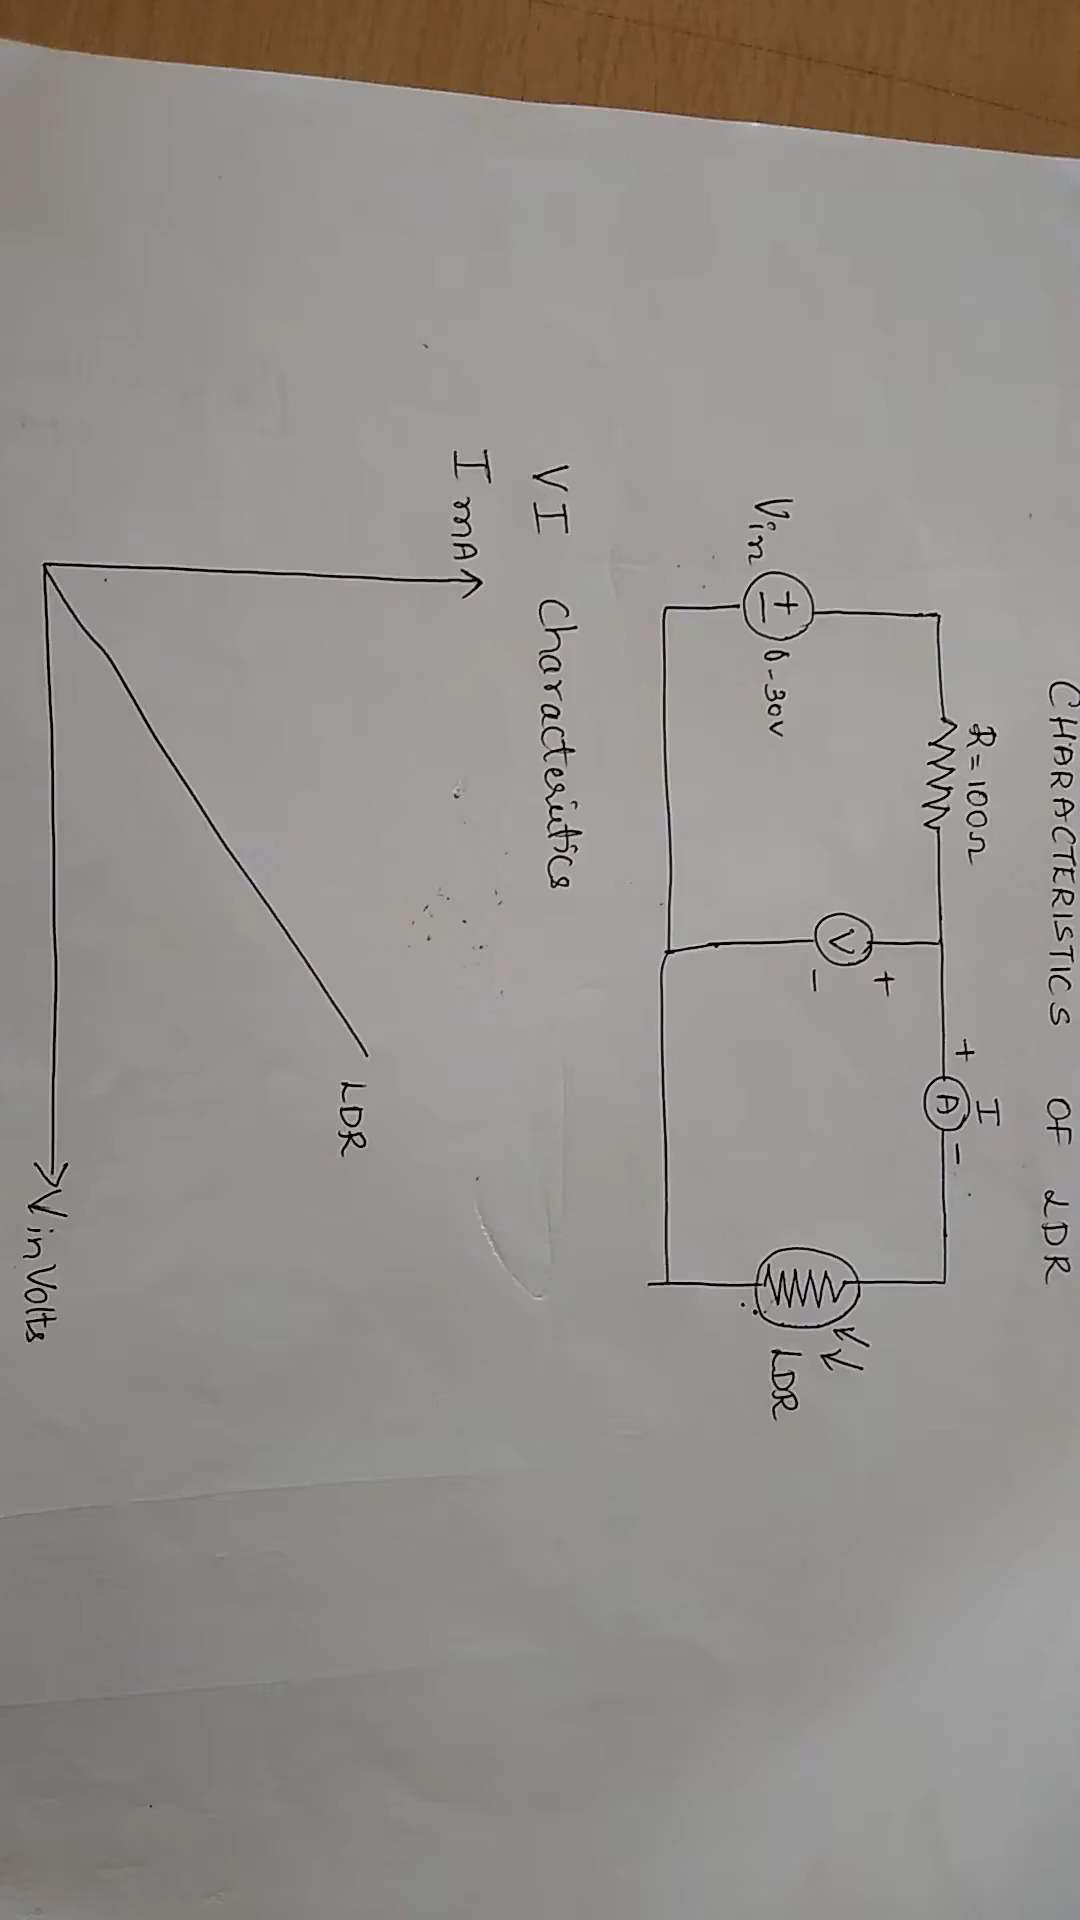 CHARACTERISTICS OF LDR
R=100Ω
+ I -
A
Vin
+
-
0-30V
+
V
-
LDR
VI Characteristics
I mA
LDR
V in Volts